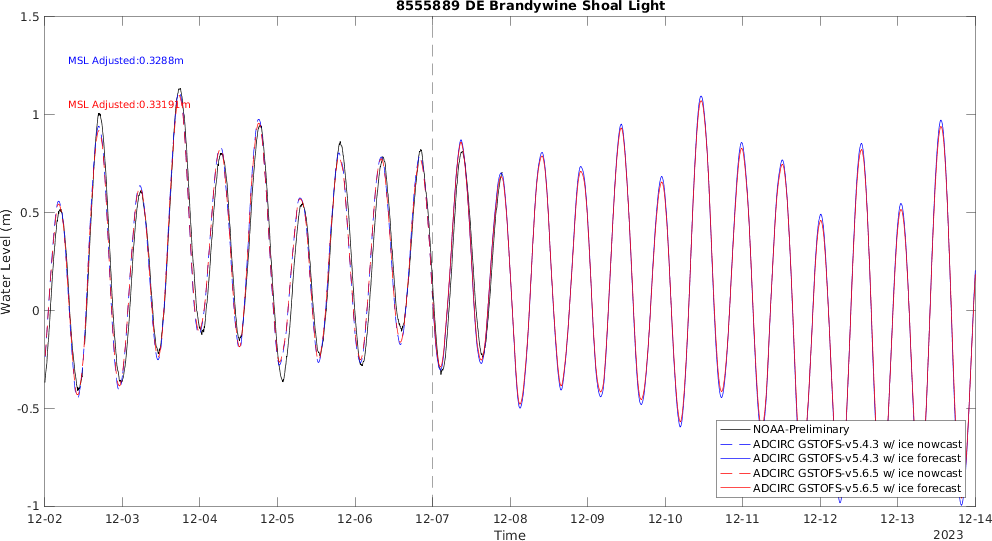 8555889 DE Brandywine Shoal Light
1.5
MSL Adjusted:0.3288m
MSL Adjusted:0.33191m
1
0.5
Water Level (m)
0
-0.5
NOAA-Preliminary
ADCIRC GSTOFS-v5.4.3 w/ ice nowcast
ADCIRC GSTOFS-v5.4.3 w/ ice forecast
ADCIRC GSTOFS-v5.6.5 w/ ice nowcast
ADCIRC GSTOFS-v5.6.5 w/ ice forecast
-1
12-02 12-03 12-04 12-05 12-06 12-07 12-08 12-09 12-10 12-11 12-12 12-13 12-14
Time
2023